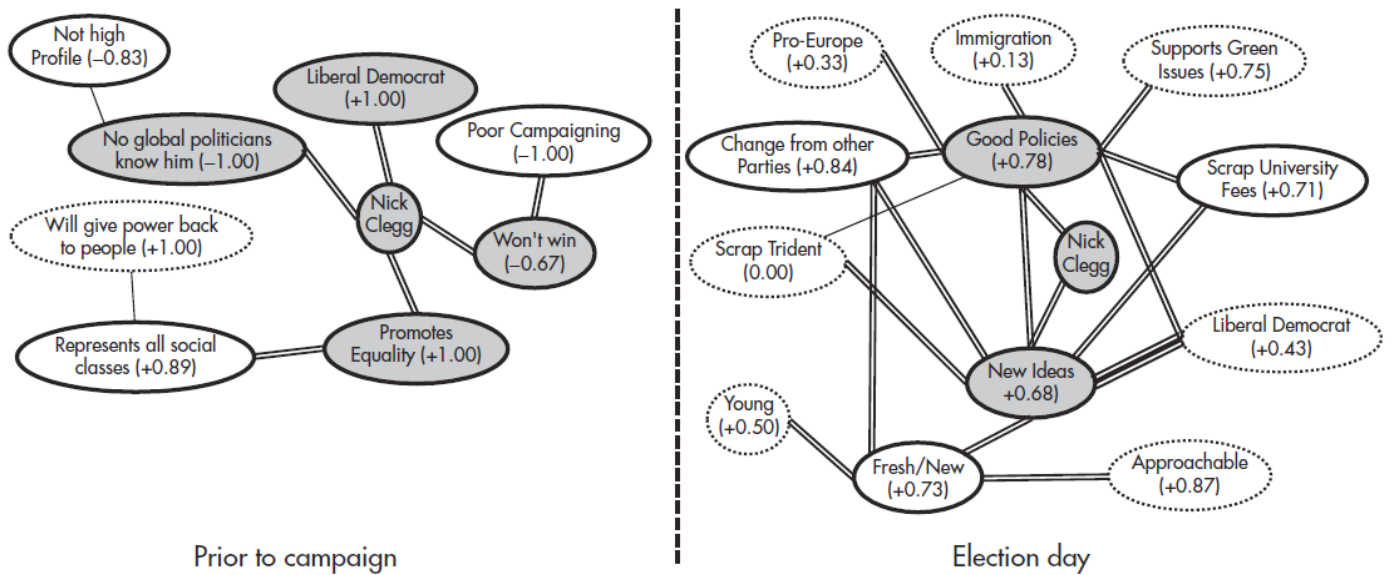 Not high
Profile (−0.83)
Liberal Democrat
(+1.00)
No global politicians
know him (−1.00)
Poor Campaigning
(−1.00)
Nick
Clegg
Will give power back
to people (+1.00)
Won't win
(−0.67)
Represents all social
classes (+0.89)
Promotes
Equality (+1.00)
Prior to campaign
Pro-Europe
(+0.33)
Immigration
(+0.13)
Supports Green
Issues (+0.75)
Change from other
Parties (+0.84)
Good Policies
(+0.78)
Scrap University
Fees (+0.71)
Scrap Trident
(0.00)
Nick
Clegg
Liberal Democrat
(+0.43)
New Ideas
+0.68)
Young
(+0.50)
Fresh/New
(+0.73)
Approachable
(+0.87)
Election day